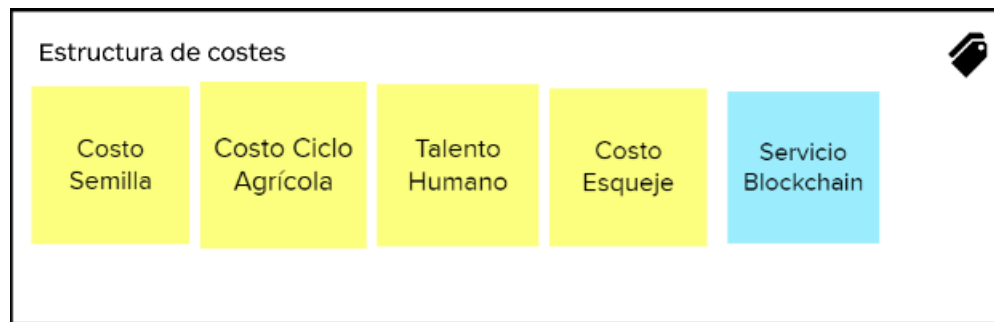 Estructura de costes
Costo
Semilla
Costo Ciclo
Agrícola
Talento
Humano
Costo
Esqueje
Servicio
Blockchain